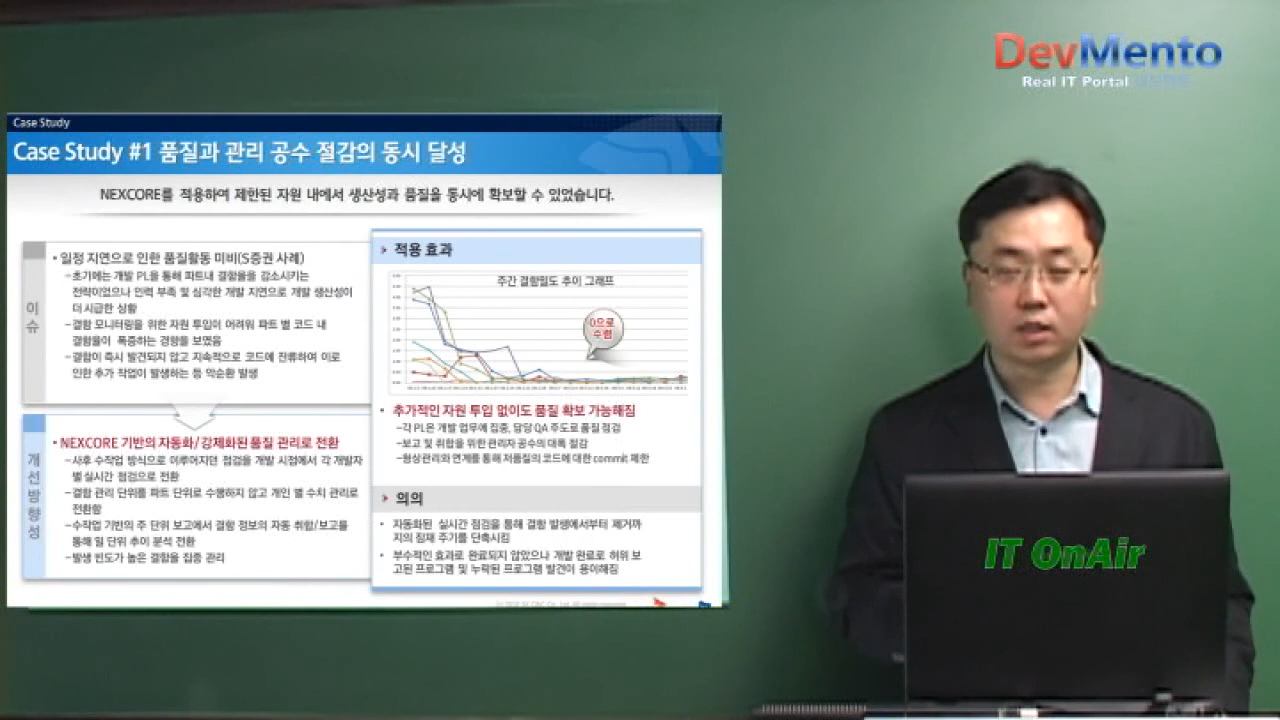 DevMento
Real IT Portal
Case Study
Case Study #1 품질과 관리 공수 절감의 동시 달성
NEXCORE를 적용하여 제한된 자원 내에서 생산성과 품질을 동시에 확보할 수 있었습니다.
이슈
• 일정 지연으로 인한 품질활동 미비(S증권 사례)
–초기에는 개발 PL을 통해 파트내 결함율을 감소시키는
전략이었으나 인력 부족 및 심각한 개발 지연으로 개발 생산성이
더 시급한 상황
–결함 모니터링을 위한 자원 투입이 어려워 파트 별 코드 내
결함율이 폭증하는 경향을 보였음
–결함이 즉시 발견되지 않고 지속적으로 코드에 잔류하여 이로
인한 추가 작업이 발생하는 등 악순환 발생
개선방향성
• NEXCORE 기반의 자동화/강제화된 품질 관리로 전환
–사후 수작업 방식으로 이루어지던 점검을 개발 시점에서 각 개발자
별 실시간 점검으로 전환
–결함 관리 단위를 파트 단위로 수행하지 않고 개인 별 수치 관리로
전환함
–수작업 기반의 주 단위 보고에서 결함 정보의 자동 취합/보고를
통해 일 단위 추이 분석 전환
–발생 빈도가 높은 결함을 집중 관리
› 적용 효과
주간 결함밀도 추이 그래프
0으로
수렴
• 추가적인 자원 투입 없이도 품질 확보 가능해짐
–각 PL은 개발 업무에 집중, 담당 QA 주도로 품질 점검
–보고 및 취합을 위한 관리자 공수의 대폭 절감
–형상관리와 연계를 통해 저품질의 코드에 대한 commit 제한
› 의의
• 자동화된 실시간 점검을 통해 결함 발생에서부터 제거까
지의 잠재 주기를 단축시킴
• 부수적인 효과로 완료되지 않았으나 개발 완료로 허위 보
고된 프로그램 및 누락된 프로그램 발견이 용이해짐
IT OnAir